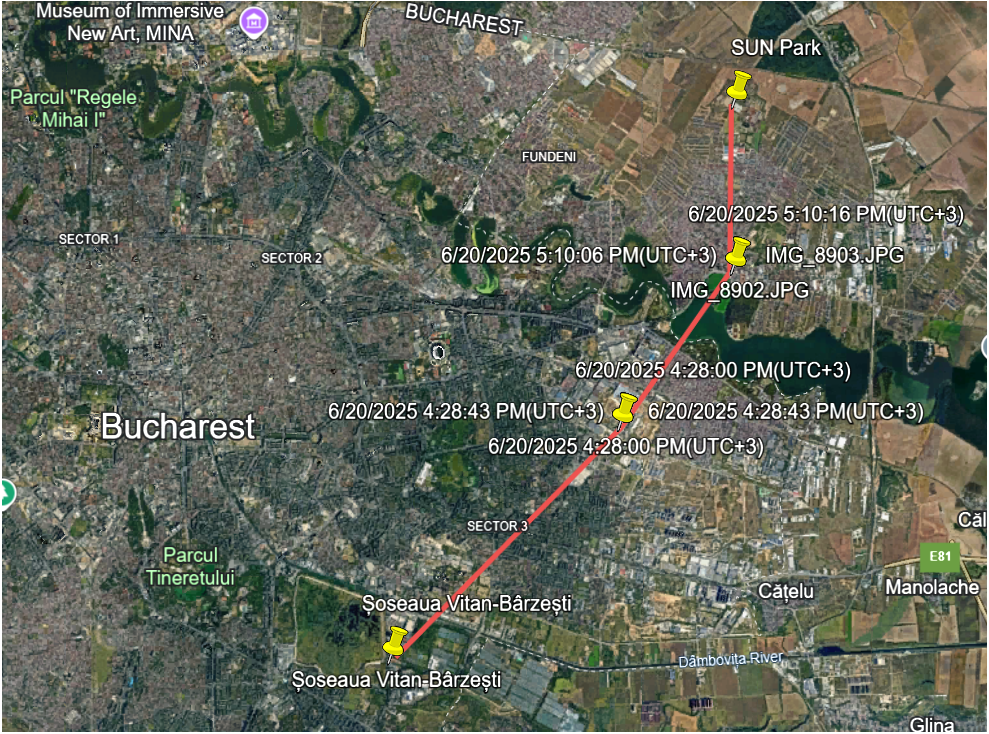 Museum of Immersive
New Art, MINA
BUCHAREST
SUN Park
Parcul "Regele
Mihai I"
FUNDENI
6/20/2025 5:10:16 PM(UTC+3)
SECTOR 1
SECTOR 2
6/20/2025 5:10:06 PM(UTC+3)
IMG_8903.JPG
IMG_8902.JPG
6/20/2025 4:28:00 PM(UTC+3)
6/20/2025 4:28:43 PM(UTC+3)
6/20/2025 4:28:43 PM(UTC+3)
Bucharest
6/20/2025 4:28:00 PM(UTC+3)
SECTOR 3
Căl
E81
Parcul
Tineretului
Cățelu
Manolache
Șoseaua Vitan-Bârzești
Dâmbovița River
Șoseaua Vitan-Bârzești
Glina